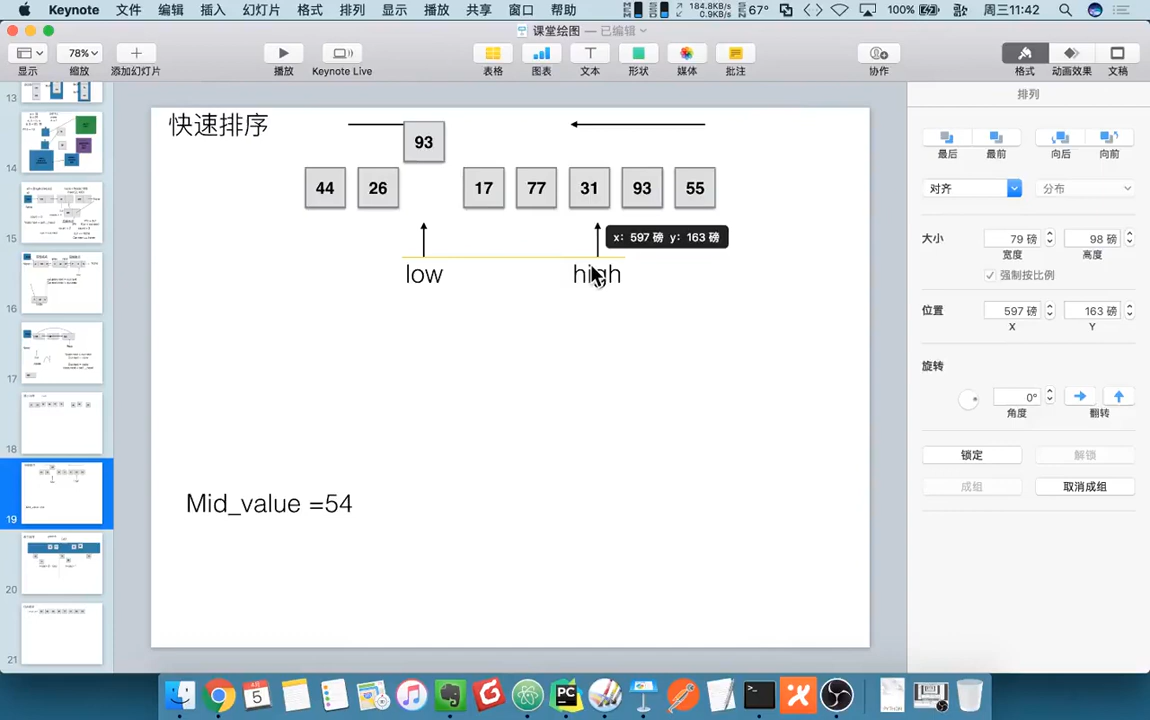 Keynote 文件 编辑 插入 幻灯片 格式 排列 显示 播放 共享 窗口 帮助 184.8KB/s 0.9KB/s 67° 100% 周三11:42
课堂绘图 — 已编辑
78%
显示 缩放 添加幻灯片 播放 Keynote Live 表格 图表 文本 形状 媒体 批注 协作 格式 动画效果 文稿
排列
最后 最前 向后 向前
对齐 分布
大小 79 磅 98 磅
宽度 高度
强制按比例
位置 597 磅 163 磅
X Y
旋转
0°
角度 翻转
锁定 解锁
成组 取消成组
13
14
15
16
17
18
19
20
21
快速排序
93
44 26 17 77 31 93 55
x: 597 磅 y: 163 磅
low high
Mid_value =54
4月
5
PC
PYTHON